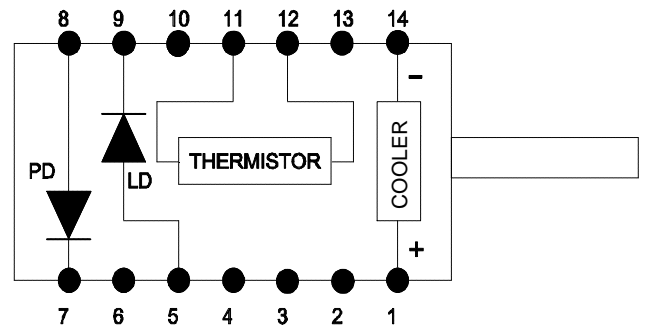 8 9 10 11 12 13 14
−
THERMISTOR
COOLER
PD
LD
+
7 6 5 4 3 2 1